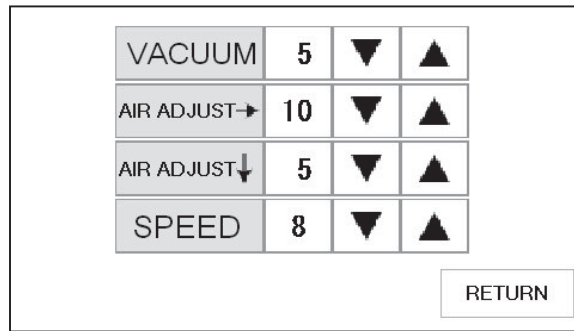 VACUUM 5 ▼ ▲
AIR ADJUST→ 10 ▼ ▲
AIR ADJUST↓ 5 ▼ ▲
SPEED 8 ▼ ▲
RETURN